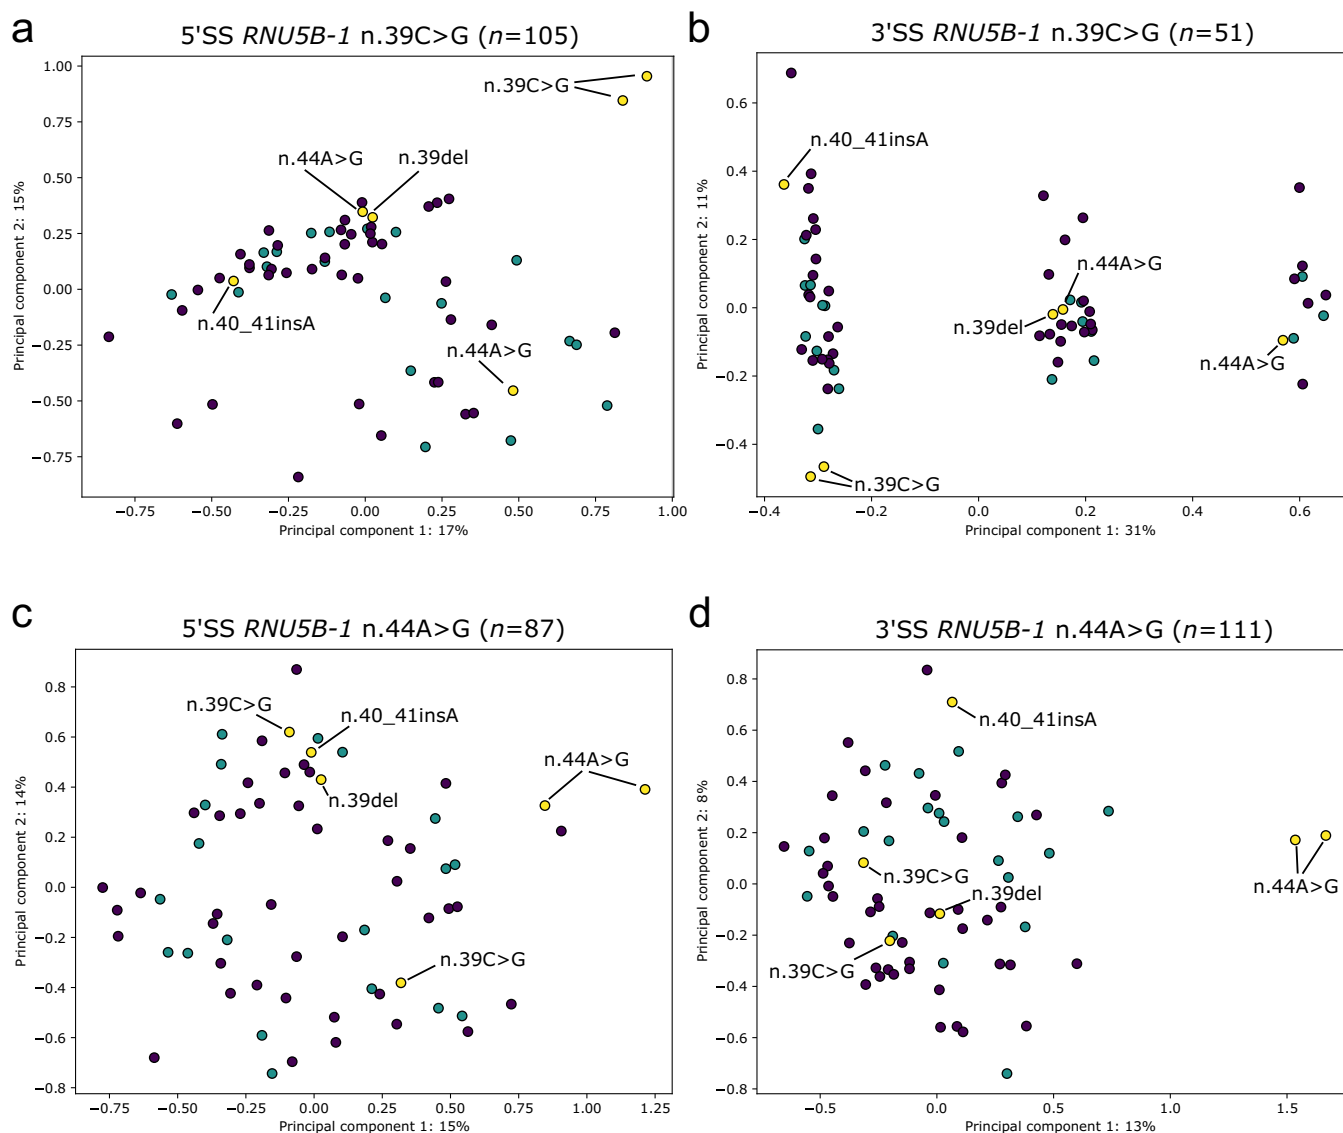 a
5'SS RNU5B-1 n.39C>G (n=105)
1.00
0.75
0.50
0.25
0.00
−0.25
−0.50
−0.75
Principal component 2: 15%
n.39C>G
n.44A>G
n.39del
n.40_41insA
n.44A>G
−0.75
−0.50
−0.25
0.00
0.25
0.50
0.75
1.00
Principal component 1: 17%
b
3'SS RNU5B-1 n.39C>G (n=51)
0.6
0.4
0.2
0.0
−0.2
−0.4
Principal component 2: 11%
n.40_41insA
n.44A>G
n.39del
n.44A>G
n.39C>G
−0.4
−0.2
0.0
0.2
0.4
0.6
Principal component 1: 31%
c
5'SS RNU5B-1 n.44A>G (n=87)
0.8
0.6
0.4
0.2
0.0
−0.2
−0.4
−0.6
−0.8
Principal component 2: 14%
n.39C>G
n.40_41insA
n.44A>G
n.39del
n.39C>G
−0.75
−0.50
−0.25
0.00
0.25
0.50
0.75
1.00
1.25
Principal component 1: 15%
d
3'SS RNU5B-1 n.44A>G (n=111)
0.8
0.6
0.4
0.2
0.0
−0.2
−0.4
−0.6
−0.8
Principal component 2: 8%
n.40_41insA
n.39C>G
n.39del
n.44A>G
n.39C>G
−0.5
0.0
0.5
1.0
1.5
Principal component 1: 13%